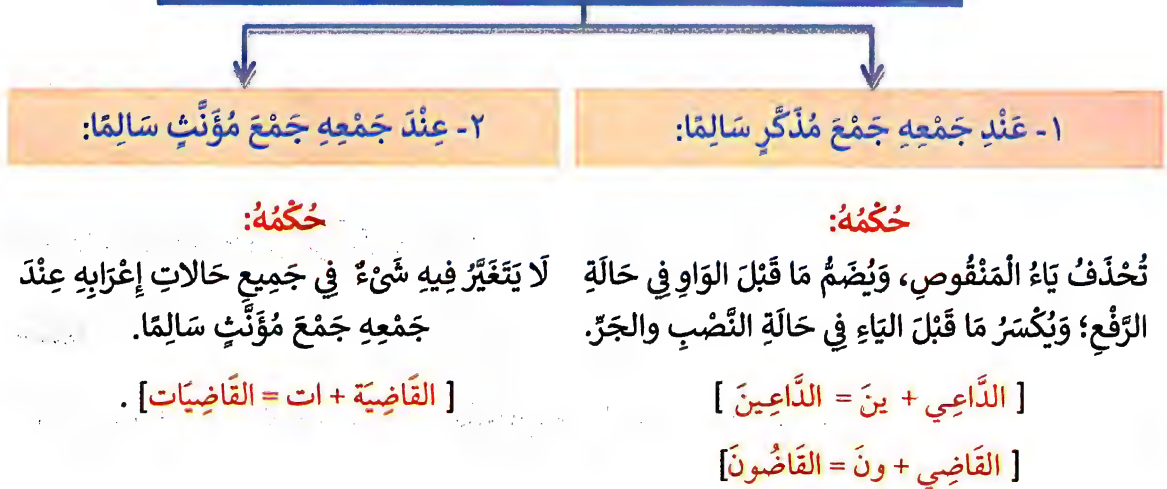 ١- عَنْدِ جَمْعِهِ جَمْعَ مُذَكَّرٍ سَالِمًا:
حُكْمُهُ:
تُحْذَفُ يَاءُ الْمَنْقُوصِ، وَيُضَمُّ مَا قَبْلَ الوَاوِ فِي حَالَةِ
الرَّفْعِ؛ وَيُكْسَرُ مَا قَبْلَ اليَاءِ فِي حَالَةِ النَّصْبِ والجَرِّ.
[ الدَّاعِي + ينَ = الدَّاعِينَ ]
[ القَاضِي + ونَ = القَاضُونَ]
٢- عِنْدَ جَمْعِهِ جَمْعَ مُؤَنَّثٍ سَالِمًا:
حُكْمُهُ:
لَا يَتَغَيَّرُ فِيهِ شَيْءٌ فِي جَمِيعِ حَالاتِ إِعْرَابِهِ عِنْدَ
جَمْعِهِ جَمْعَ مُؤَنَّثٍ سَالِمًا.
[ القَاضِيَة + ات = القَاضِيَات] .